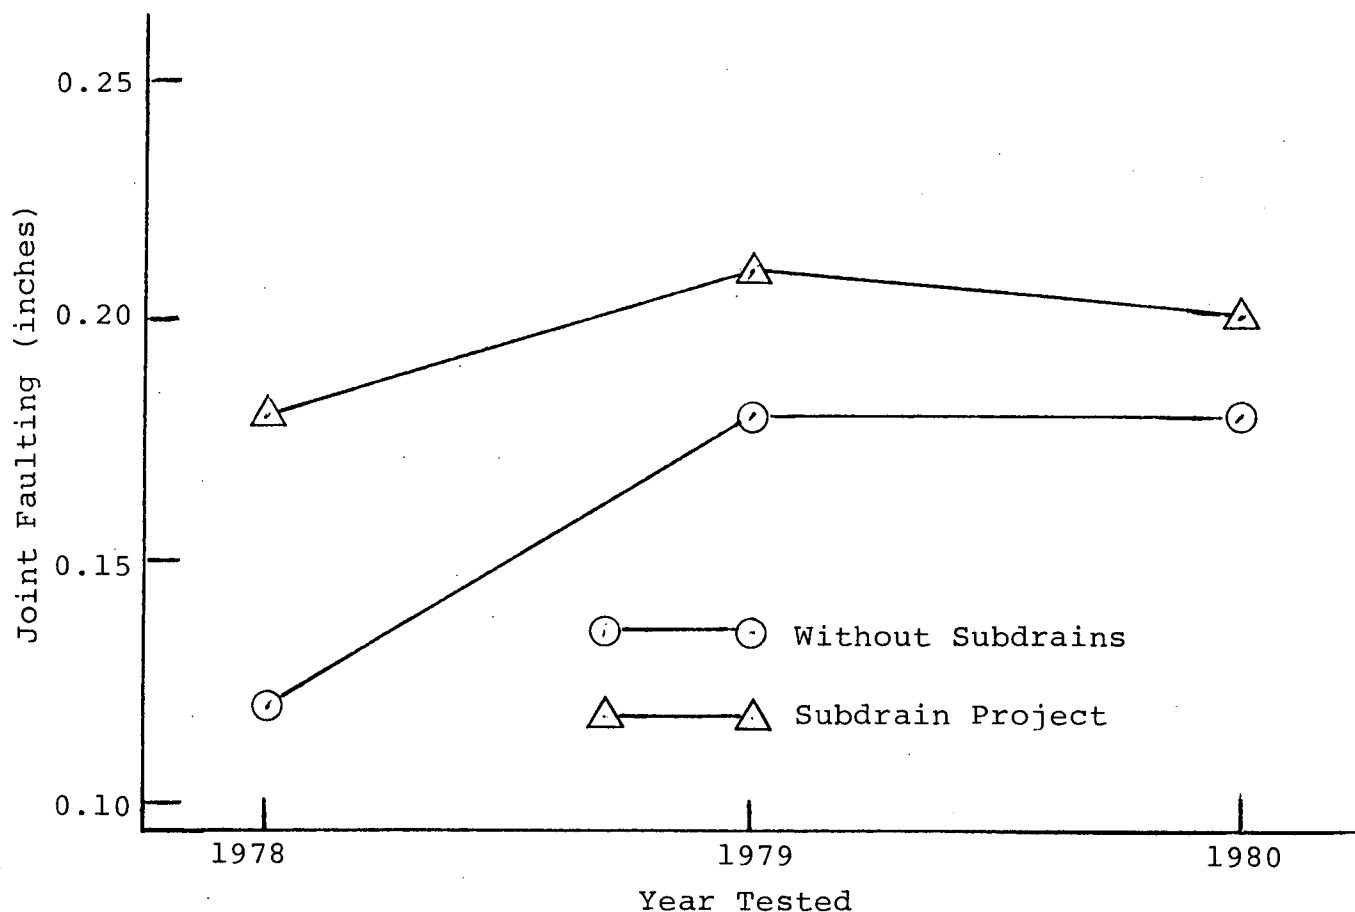 0.25
0.20
0.15
0.10
Joint Faulting (inches)
Without Subdrains
Subdrain Project
1978 1979 1980
Year Tested